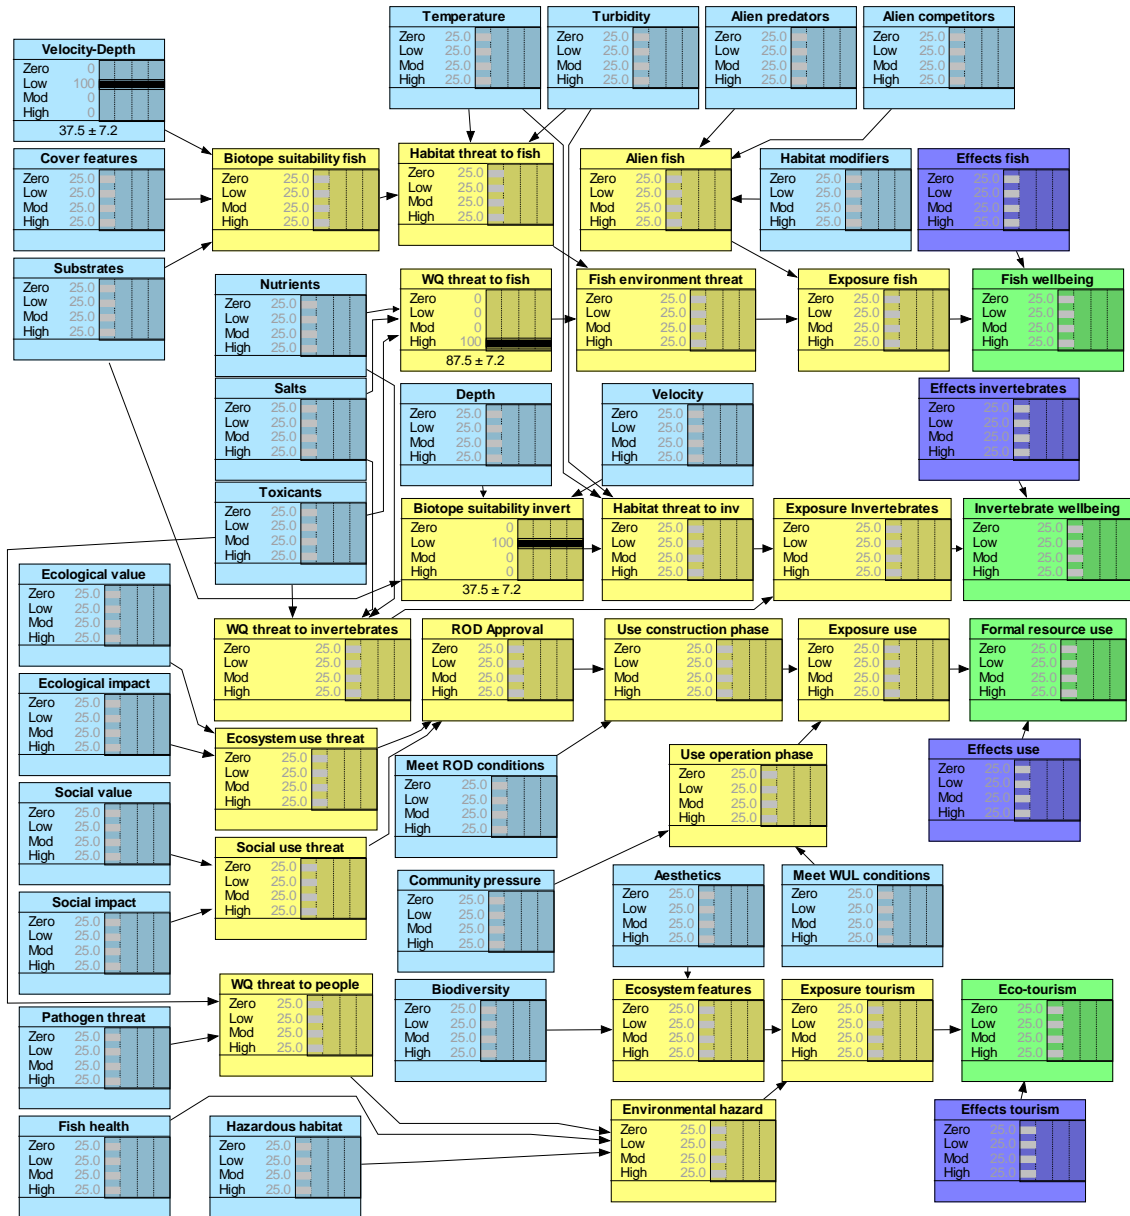 Temperature
Zero 25.0
Low 25.0
Mod 25.0
High 25.0
Turbidity
Zero 25.0
Low 25.0
Mod 25.0
High 25.0
Alien predators
Zero 25.0
Low 25.0
Mod 25.0
High 25.0
Alien competitors
Zero 25.0
Low 25.0
Mod 25.0
High 25.0
Velocity-Depth
Zero 0
Low 100
Mod 0
High 0
37.5 ± 7.2
Cover features
Zero 25.0
Low 25.0
Mod 25.0
High 25.0
Biotope suitability fish
Zero 25.0
Low 25.0
Mod 25.0
High 25.0
Habitat threat to fish
Zero 25.0
Low 25.0
Mod 25.0
High 25.0
Alien fish
Zero 25.0
Low 25.0
Mod 25.0
High 25.0
Habitat modifiers
Zero 25.0
Low 25.0
Mod 25.0
High 25.0
Effects fish
Zero 25.0
Low 25.0
Mod 25.0
High 25.0
Substrates
Zero 25.0
Low 25.0
Mod 25.0
High 25.0
Nutrients
Zero 25.0
Low 25.0
Mod 25.0
High 25.0
WQ threat to fish
Zero 0
Low 0
Mod 0
High 100
87.5 ± 7.2
Fish environment threat
Zero 25.0
Low 25.0
Mod 25.0
High 25.0
Exposure fish
Zero 25.0
Low 25.0
Mod 25.0
High 25.0
Fish wellbeing
Zero 25.0
Low 25.0
Mod 25.0
High 25.0
Salts
Zero 25.0
Low 25.0
Mod 25.0
High 25.0
Depth
Zero 25.0
Low 25.0
Mod 25.0
High 25.0
Velocity
Zero 25.0
Low 25.0
Mod 25.0
High 25.0
Effects invertebrates
Zero 25.0
Low 25.0
Mod 25.0
High 25.0
Toxicants
Zero 25.0
Low 25.0
Mod 25.0
High 25.0
Biotope suitability invert
Zero 0
Low 100
Mod 0
High 0
37.5 ± 7.2
Habitat threat to inv
Zero 25.0
Low 25.0
Mod 25.0
High 25.0
Exposure Invertebrates
Zero 25.0
Low 25.0
Mod 25.0
High 25.0
Invertebrate wellbeing
Zero 25.0
Low 25.0
Mod 25.0
High 25.0
Ecological value
Zero 25.0
Low 25.0
Mod 25.0
High 25.0
WQ threat to invertebrates
Zero 25.0
Low 25.0
Mod 25.0
High 25.0
ROD Approval
Zero 25.0
Low 25.0
Mod 25.0
High 25.0
Use construction phase
Zero 25.0
Low 25.0
Mod 25.0
High 25.0
Exposure use
Zero 25.0
Low 25.0
Mod 25.0
High 25.0
Formal resource use
Zero 25.0
Low 25.0
Mod 25.0
High 25.0
Ecological impact
Zero 25.0
Low 25.0
Mod 25.0
High 25.0
Ecosystem use threat
Zero 25.0
Low 25.0
Mod 25.0
High 25.0
Meet ROD conditions
Zero 25.0
Low 25.0
Mod 25.0
High 25.0
Use operation phase
Zero 25.0
Low 25.0
Mod 25.0
High 25.0
Effects use
Zero 25.0
Low 25.0
Mod 25.0
High 25.0
Social value
Zero 25.0
Low 25.0
Mod 25.0
High 25.0
Social use threat
Zero 25.0
Low 25.0
Mod 25.0
High 25.0
Community pressure
Zero 25.0
Low 25.0
Mod 25.0
High 25.0
Aesthetics
Zero 25.0
Low 25.0
Mod 25.0
High 25.0
Meet WUL conditions
Zero 25.0
Low 25.0
Mod 25.0
High 25.0
Social impact
Zero 25.0
Low 25.0
Mod 25.0
High 25.0
WQ threat to people
Zero 25.0
Low 25.0
Mod 25.0
High 25.0
Biodiversity
Zero 25.0
Low 25.0
Mod 25.0
High 25.0
Ecosystem features
Zero 25.0
Low 25.0
Mod 25.0
High 25.0
Exposure tourism
Zero 25.0
Low 25.0
Mod 25.0
High 25.0
Eco-tourism
Zero 25.0
Low 25.0
Mod 25.0
High 25.0
Pathogen threat
Zero 25.0
Low 25.0
Mod 25.0
High 25.0
Fish health
Zero 25.0
Low 25.0
Mod 25.0
High 25.0
Hazardous habitat
Zero 25.0
Low 25.0
Mod 25.0
High 25.0
Environmental hazard
Zero 25.0
Low 25.0
Mod 25.0
High 25.0
Effects tourism
Zero 25.0
Low 25.0
Mod 25.0
High 25.0